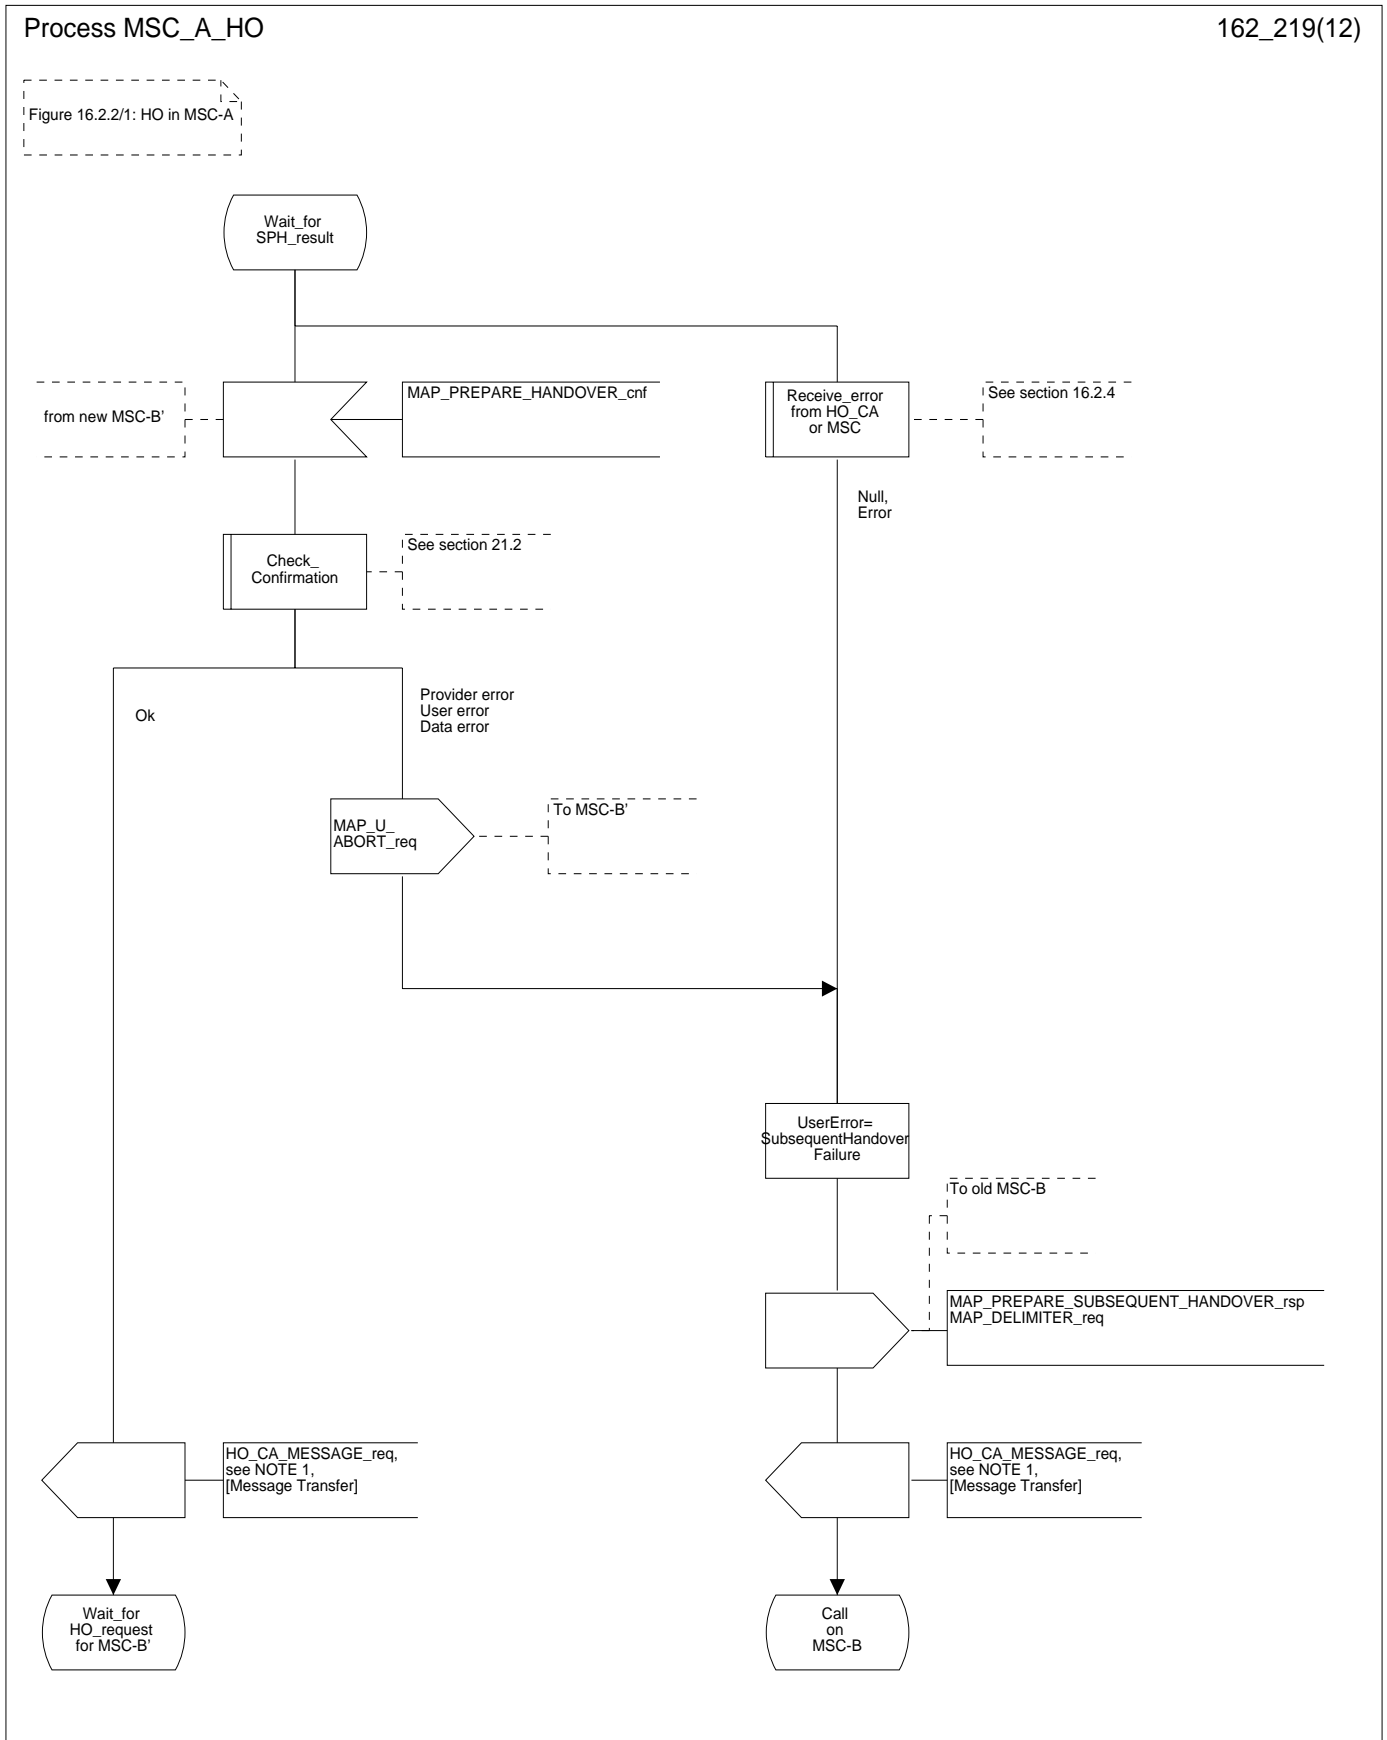 Process MSC_A_HO
162_219(12)
Figure 16.2.2/1: HO in MSC-A
Wait_for
SPH_result
from new MSC-B'
MAP_PREPARE_HANDOVER_cnf
Receive_error
from HO_CA
or MSC
See section 16.2.4
Null,
Error
Check_
Confirmation
See section 21.2
Ok
Provider error
User error
Data error
MAP_U_
ABORT_req
To MSC-B'
UserError=
SubsequentHandover
Failure
To old MSC-B
MAP_PREPARE_SUBSEQUENT_HANDOVER_rsp
MAP_DELIMITER_req
HO_CA_MESSAGE_req,
see NOTE 1,
[Message Transfer]
HO_CA_MESSAGE_req,
see NOTE 1,
[Message Transfer]
Wait_for
HO_request
for MSC-B'
Call
on
MSC-B